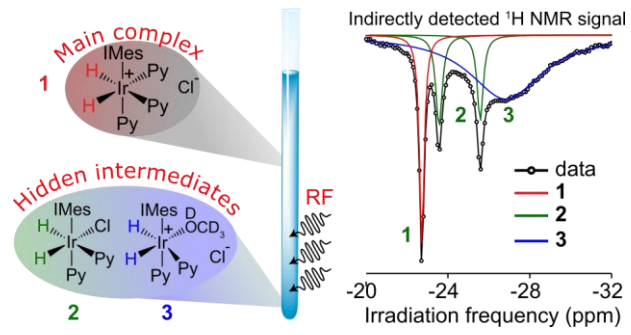 Main complex
1
IMes
H
+
Ir
Py
H
Py
Py
Cl-
Hidden intermediates
IMes
H
Cl
Ir
H
Py
Py
2
IMes
D
H
+
OCD3
Ir
H
Py
Py
Cl-
3
RF
Indirectly detected 1H NMR signal
1
2
3
data
1
2
3
-20 -24 -28 -32
Irradiation frequency (ppm)